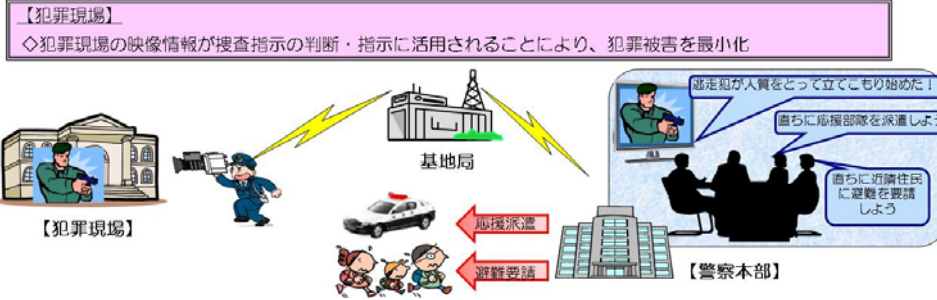 【犯罪現場】
◇犯罪現場の映像情報が捜査指示の判断・指示に活用されることにより、犯罪被害を最小化
逃走犯が人質をとって立てこもり始めた！
直ちに応援部隊を派遣しよう
直ちに近隣住民
に避難を要請
しよう
基地局
【犯罪現場】
応援派遣
避難要請
【警察本部】